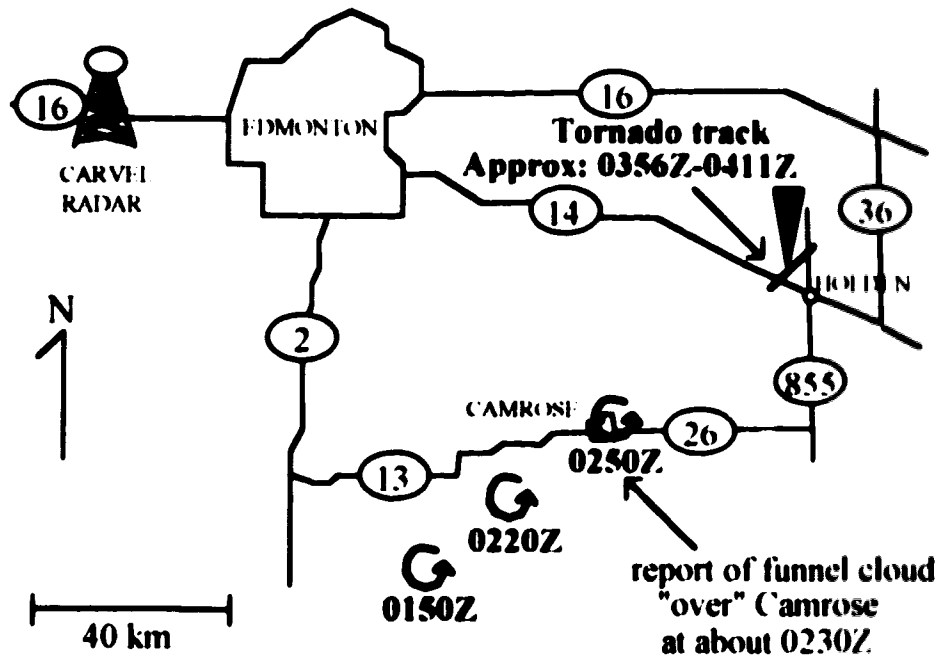 16
16
EDMONTON
Tornado track
Approx: 0356Z-0411Z
CARVEL
RADAR
14
36
HOLDEN
N
2
855
CAMROSE
26
0250Z
13
0220Z
0150Z
report of funnel cloud
"over" Camrose
at about 0230Z
40 km